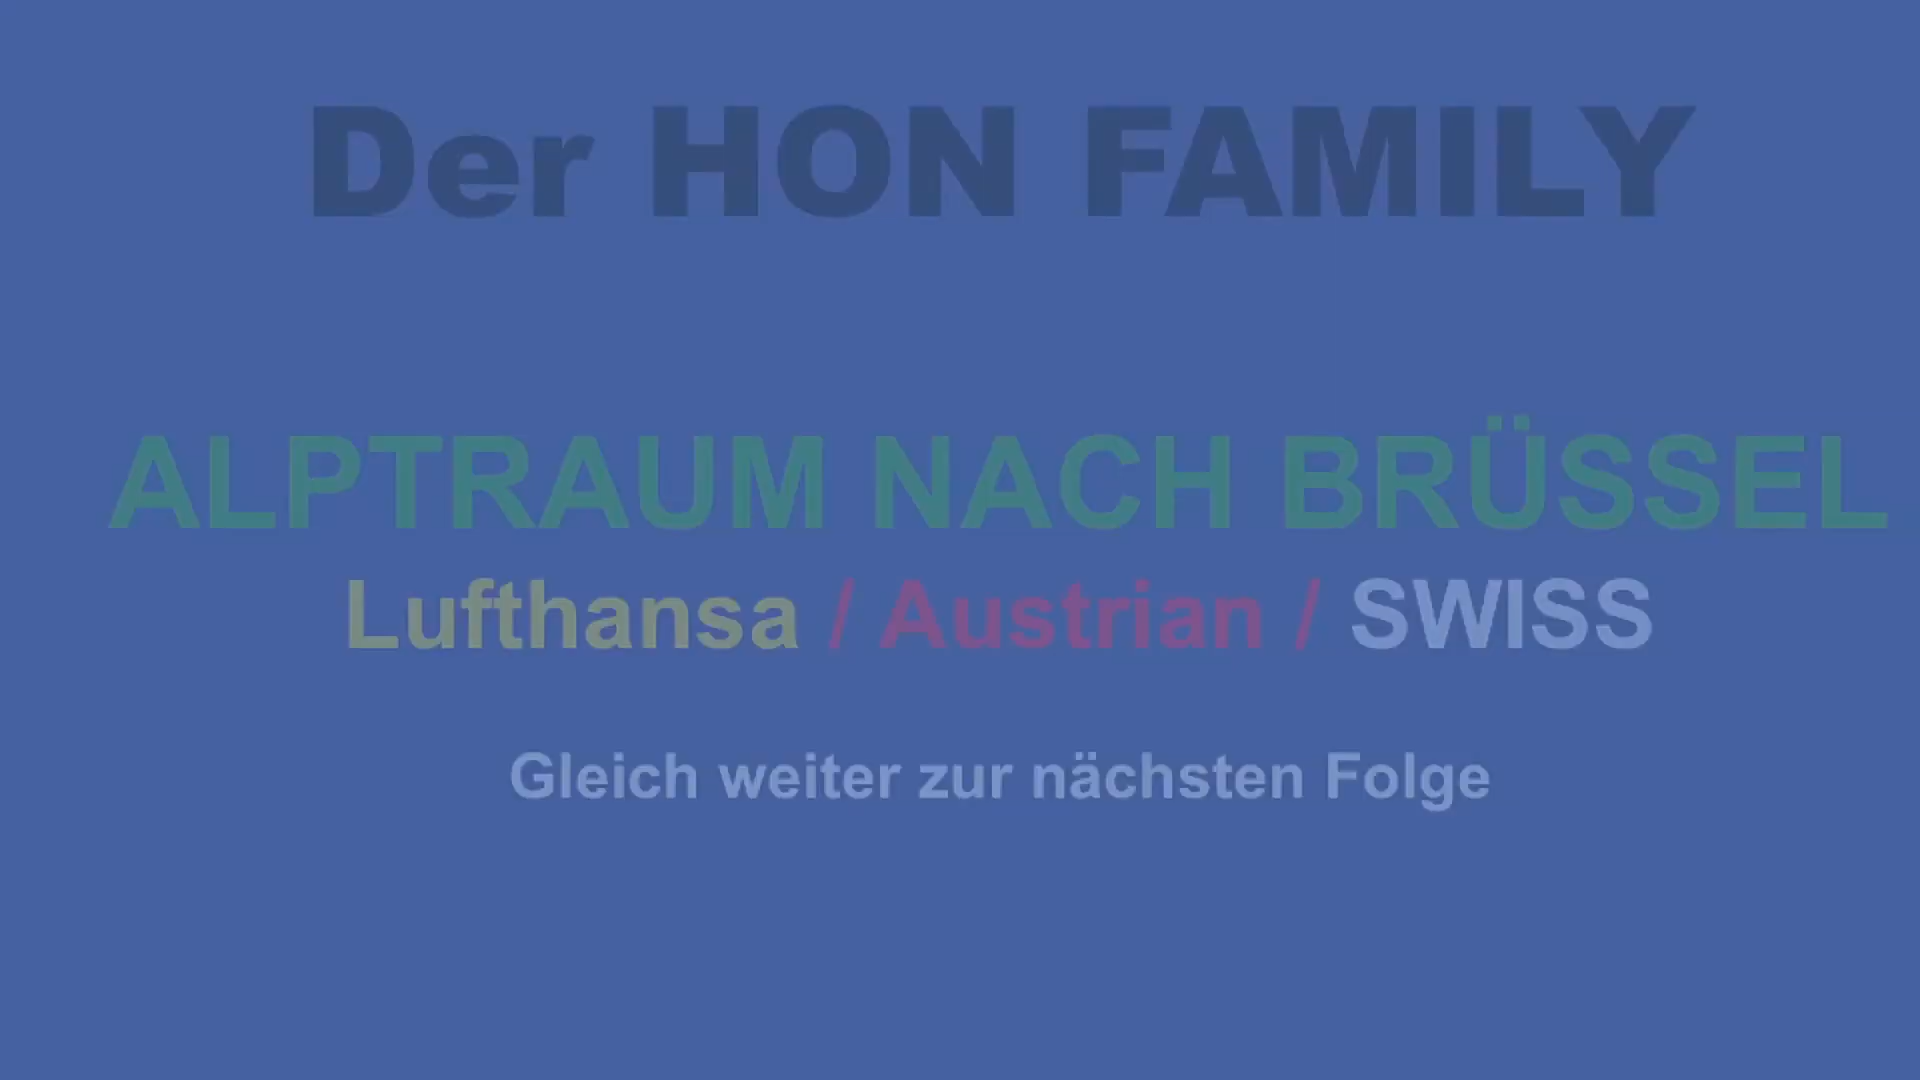 Der HON FAMILY
ALPTRAUM NACH BRÜSSEL
Lufthansa / Austrian / SWISS
Gleich weiter zur nächsten Folge